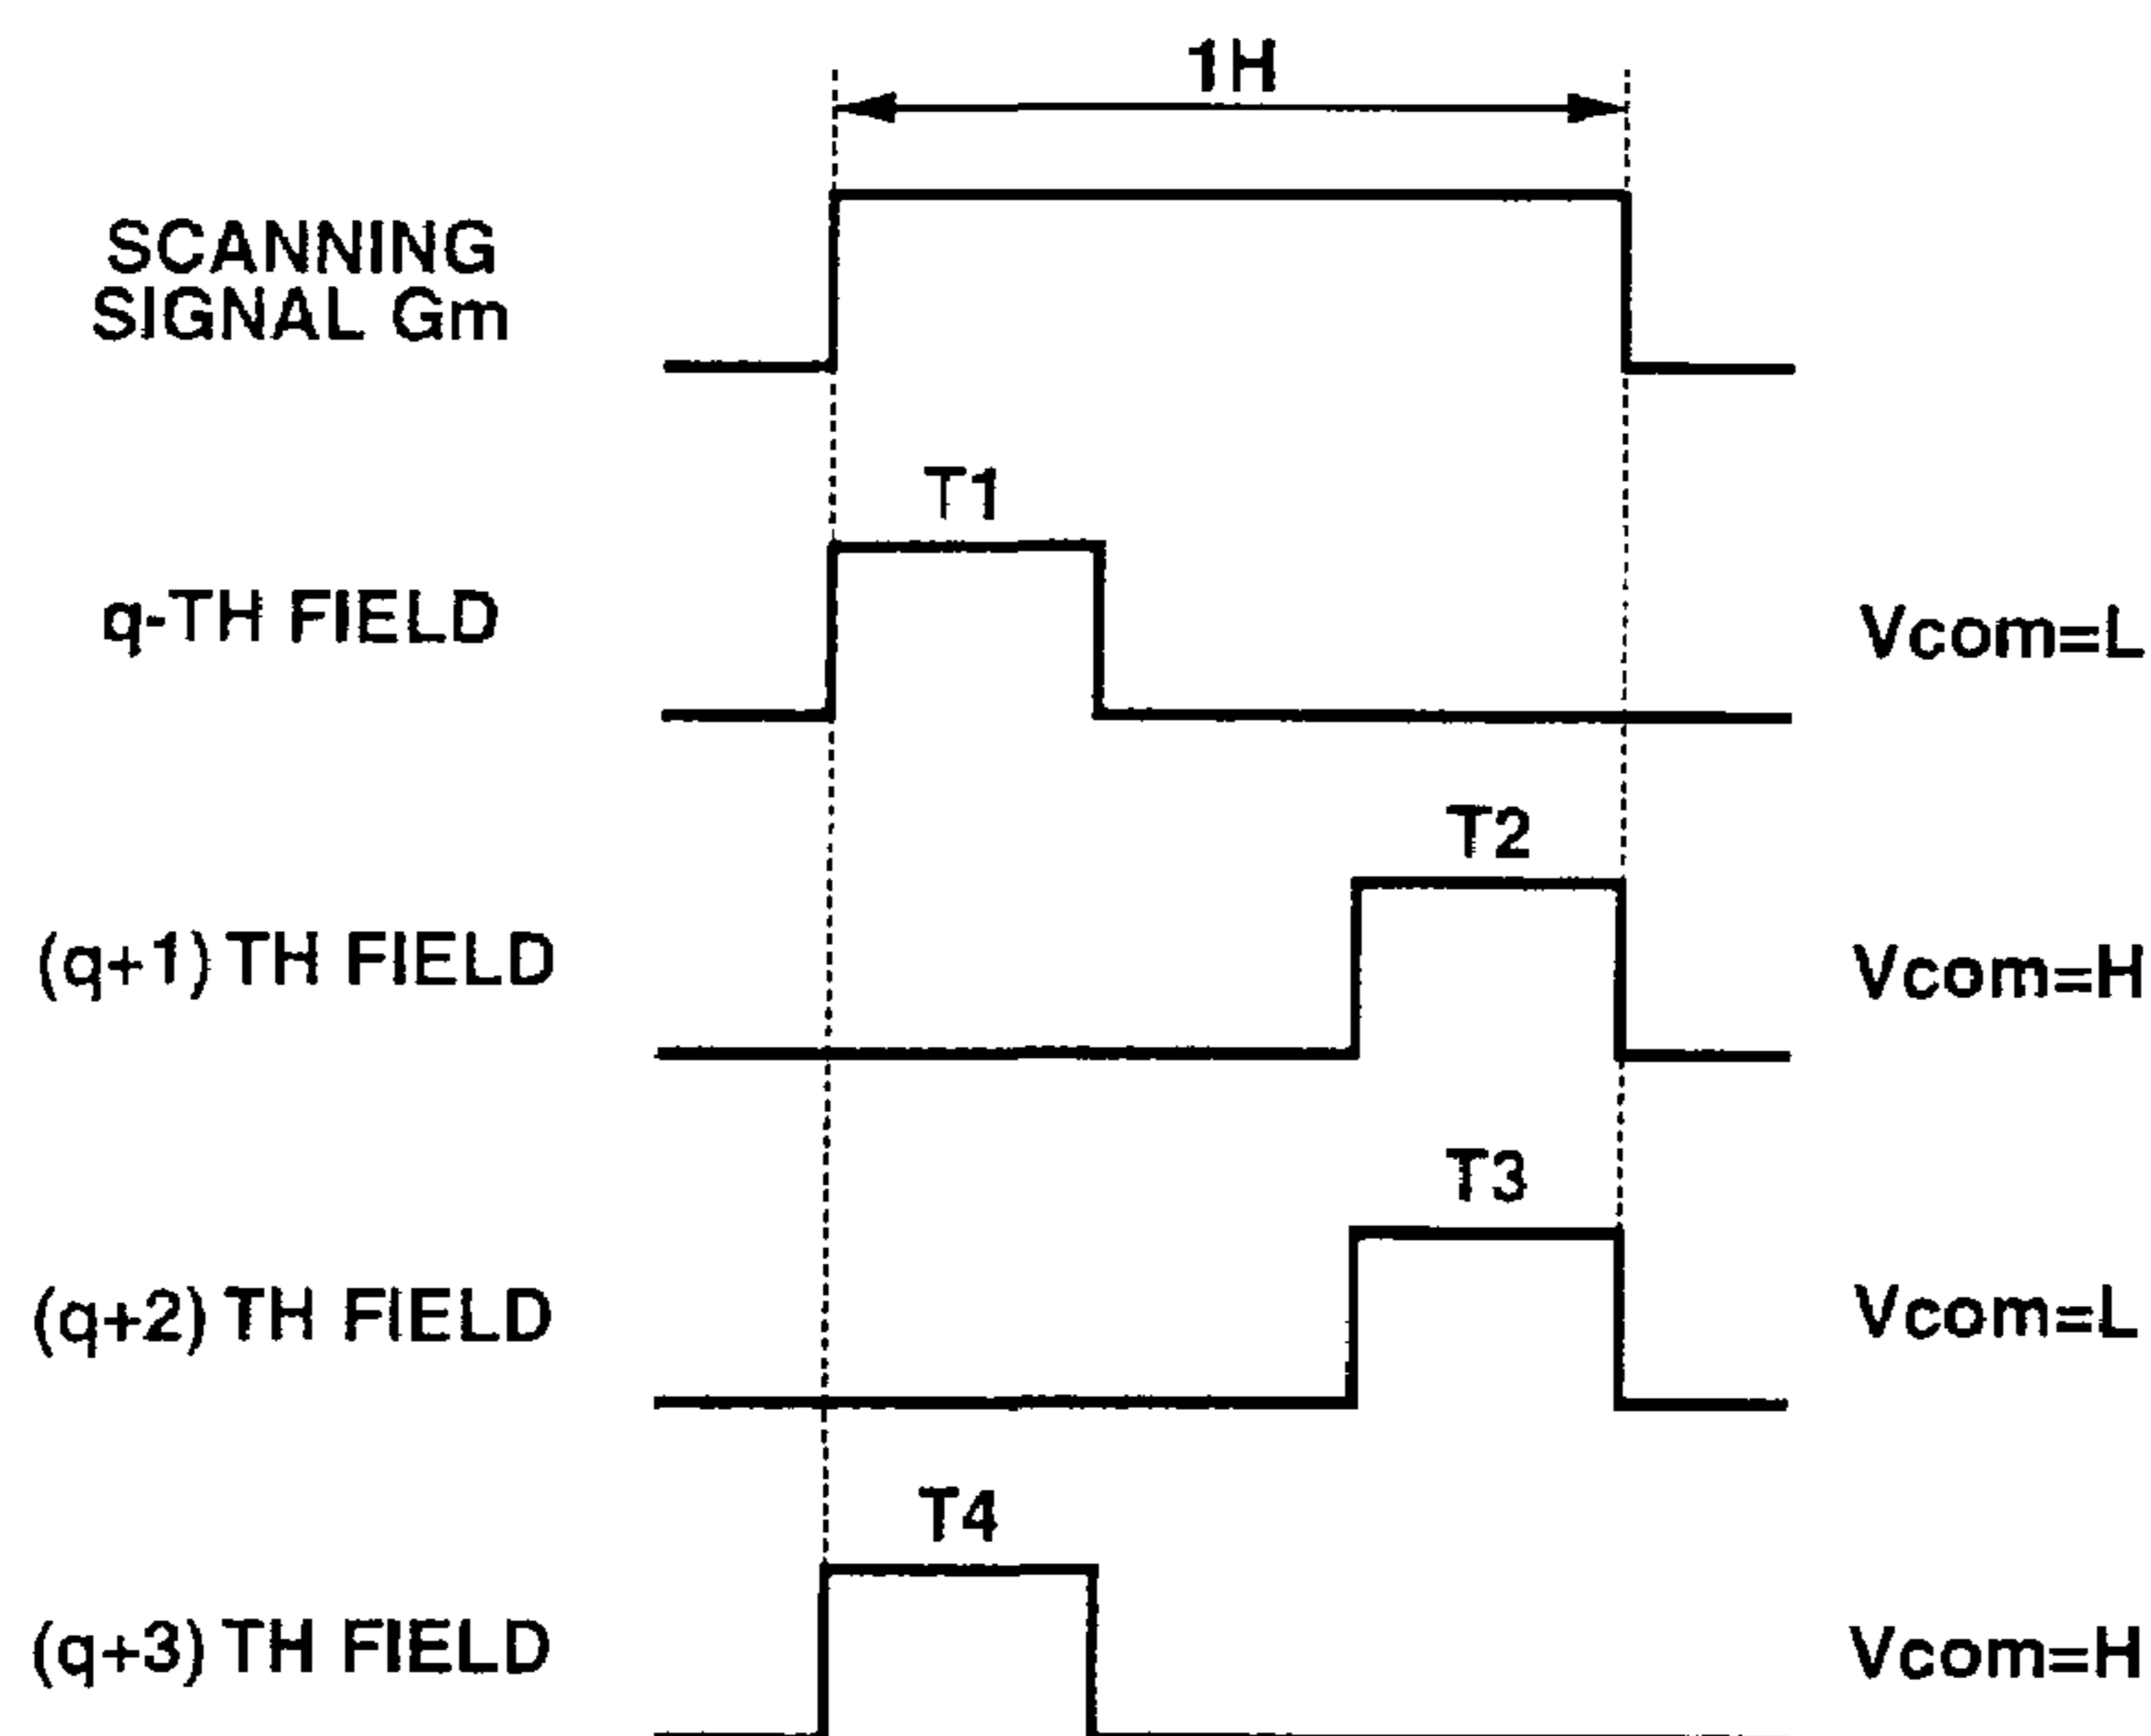 1H
SCANNING
SIGNAL Gm
T1
q-TH FIELD
Vcom=L
T2
(q+1) TH FIELD
Vcom=H
T3
(q+2) TH FIELD
Vcom=L
T4
(q+3) TH FIELD
Vcom=H